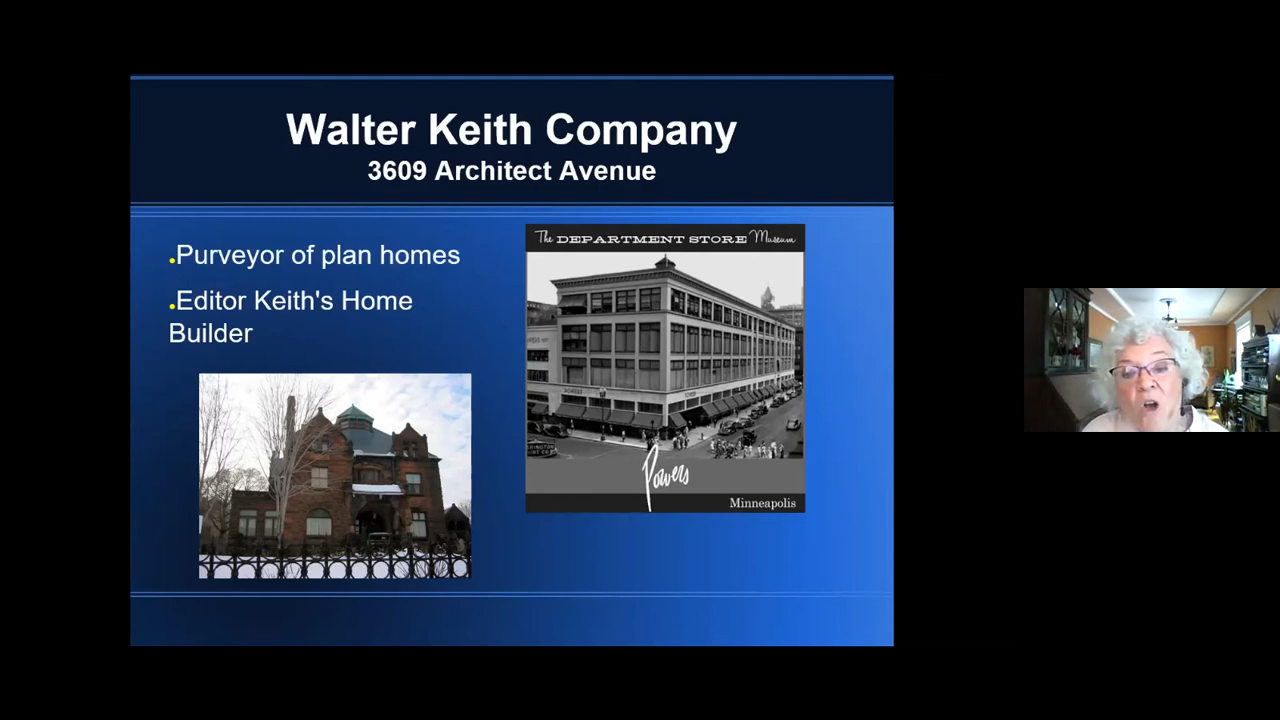 Walter Keith Company
3609 Architect Avenue
.Purveyor of plan homes
.Editor Keith's Home
Builder
The DEPARTMENT STORE Museum
POWERS
Powers
Minneapolis